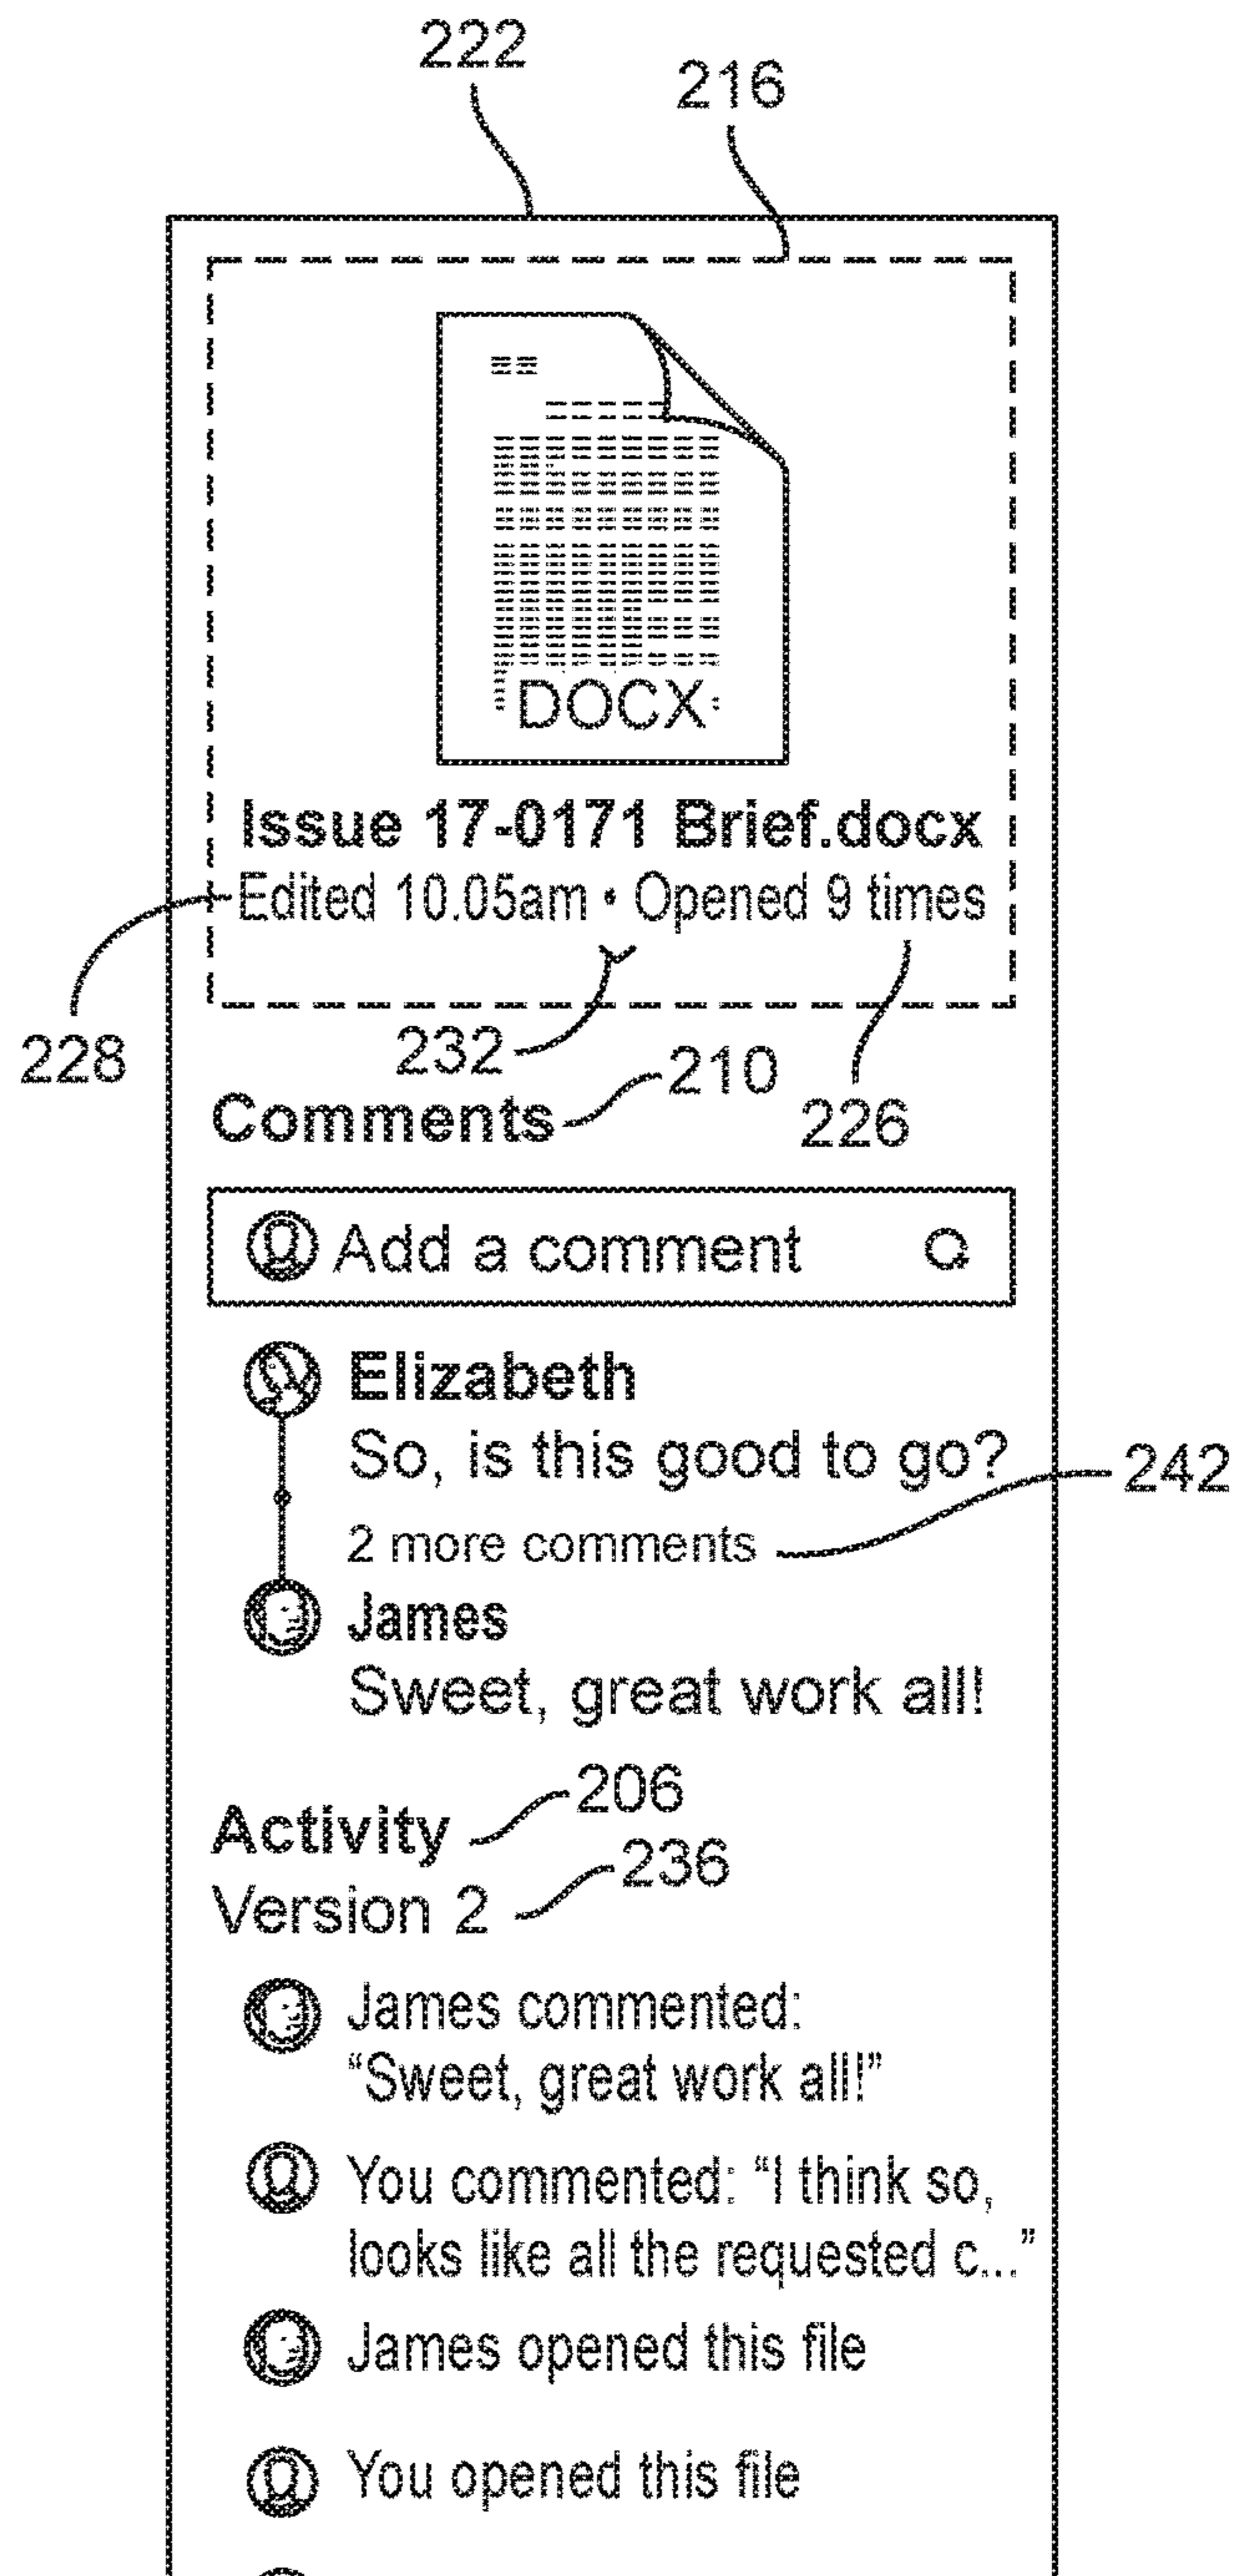 222
216
DOCX
Issue 17-0171 Brief.docx
Edited 10.05am • Opened 9 times
228
232
210
226
Comments
Add a comment
Elizabeth
So, is this good to go?
242
2 more comments
James
Sweet, great work all!
206
Activity
236
Version 2
James commented:
“Sweet, great work all!”
You commented: “I think so,
looks like all the requested c...”
James opened this file
You opened this file